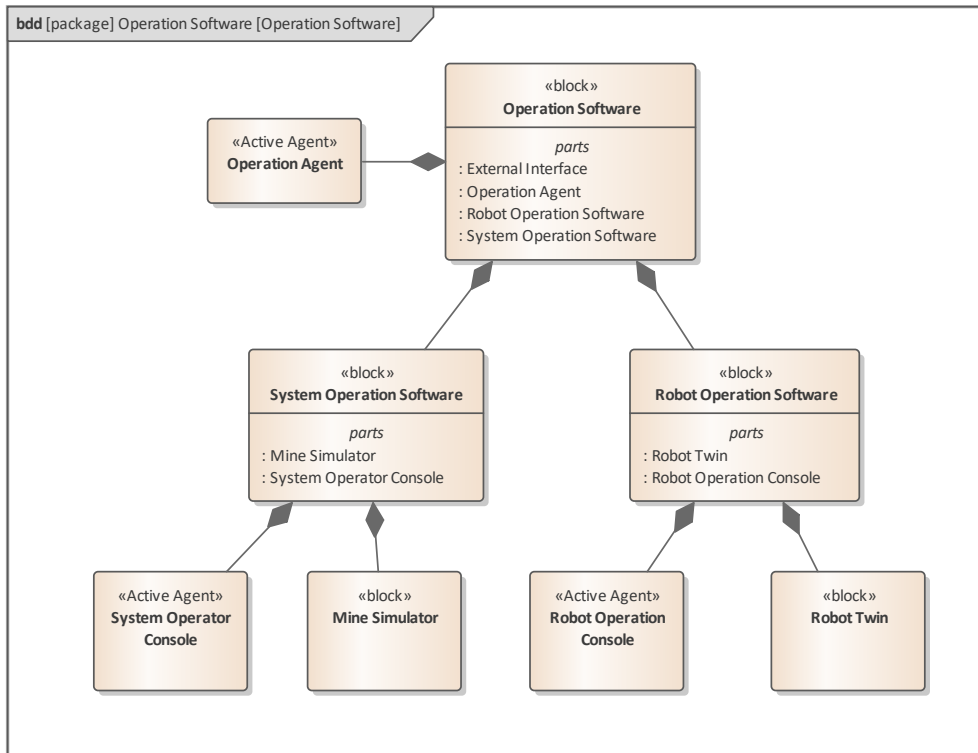 bdd [package] Operation Software [Operation Software]
«block»
Operation Software
parts
: External Interface
: Operation Agent
: Robot Operation Software
: System Operation Software
«Active Agent»
Operation Agent
«block»
System Operation Software
parts
: Mine Simulator
: System Operator Console
«block»
Robot Operation Software
parts
: Robot Twin
: Robot Operation Console
«Active Agent»
System Operator
Console
«block»
Mine Simulator
«Active Agent»
Robot Operation
Console
«block»
Robot Twin